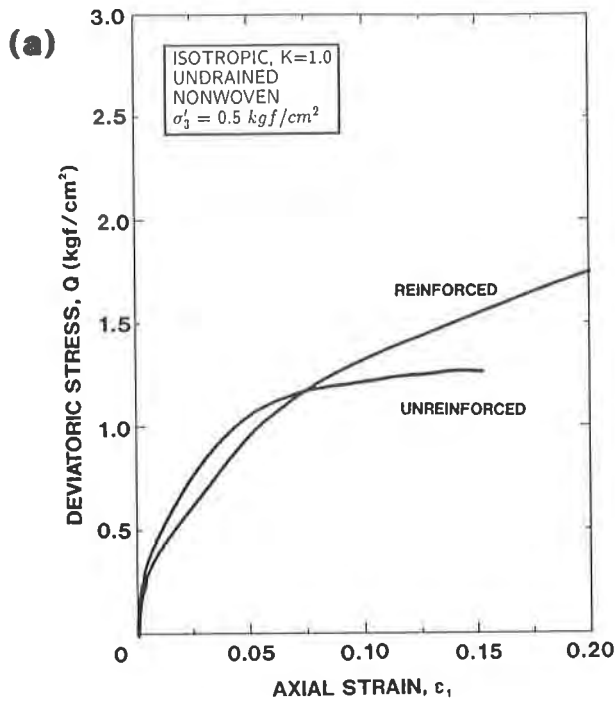 (a)
ISOTROPIC, K=1.0
UNDRAINED
NONWOVEN
σ′₃ = 0.5 kgf/cm²
DEVIATORIC STRESS, Q (kgf/cm²)
3.0
2.5
2.0
1.5
1.0
0.5
REINFORCED
UNREINFORCED
0
0.05
0.10
0.15
0.20
AXIAL STRAIN, ε₁